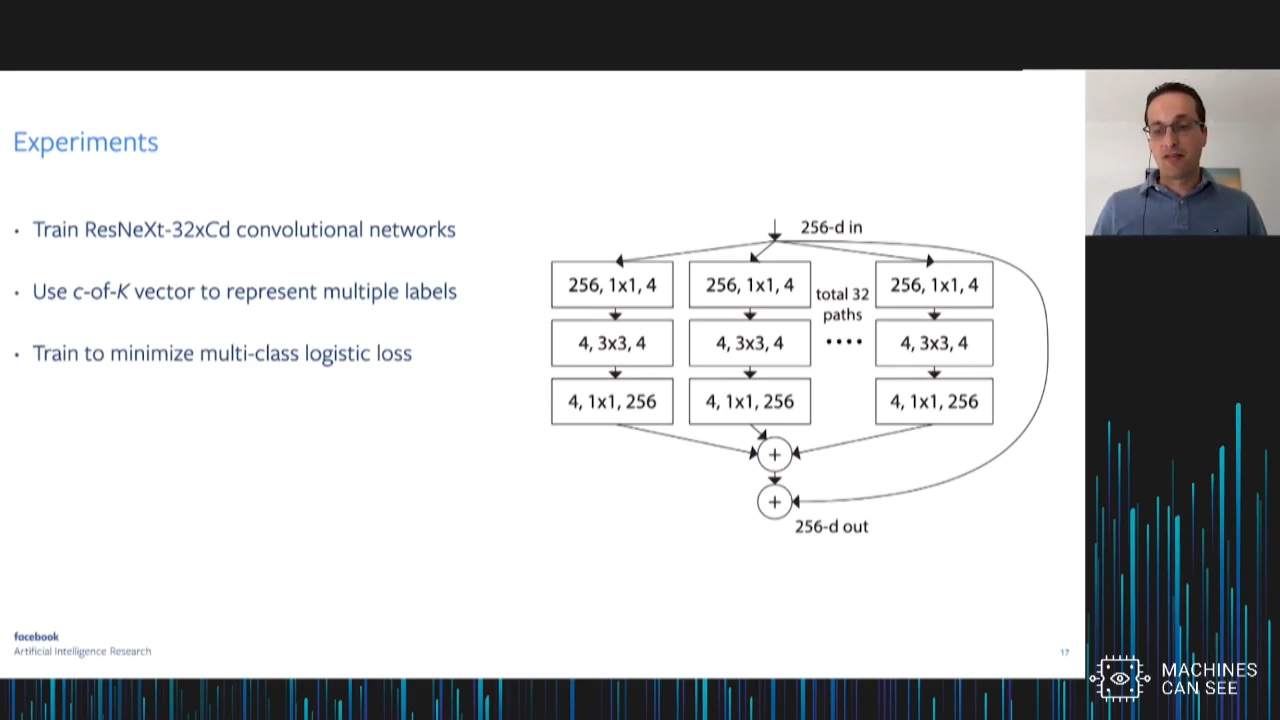 Experiments
• Train ResNeXt-32xCd convolutional networks
• Use c-of-K vector to represent multiple labels
• Train to minimize multi-class logistic loss
256-d in
256, 1x1, 4
256, 1x1, 4
total 32
paths
256, 1x1, 4
4, 3x3, 4
4, 3x3, 4
••••
4, 3x3, 4
4, 1x1, 256
4, 1x1, 256
4, 1x1, 256
+
+
256-d out
facebook
Artificial Intelligence Research
17
MACHINES
CAN SEE